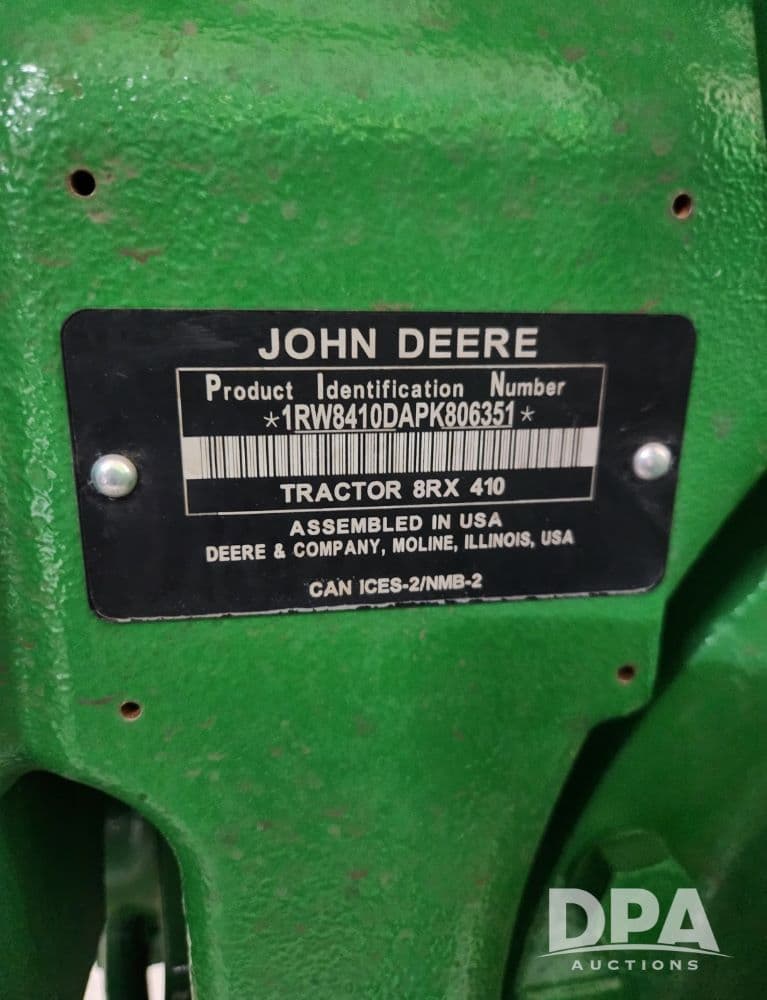 JOHN DEERE
Product Identification Number
*1RW8410DAPK806351*
TRACTOR 8RX 410
ASSEMBLED IN USA
DEERE & COMPANY, MOLINE, ILLINOIS, USA
CAN ICES-2/NMB-2
DPA
AUCTIONS